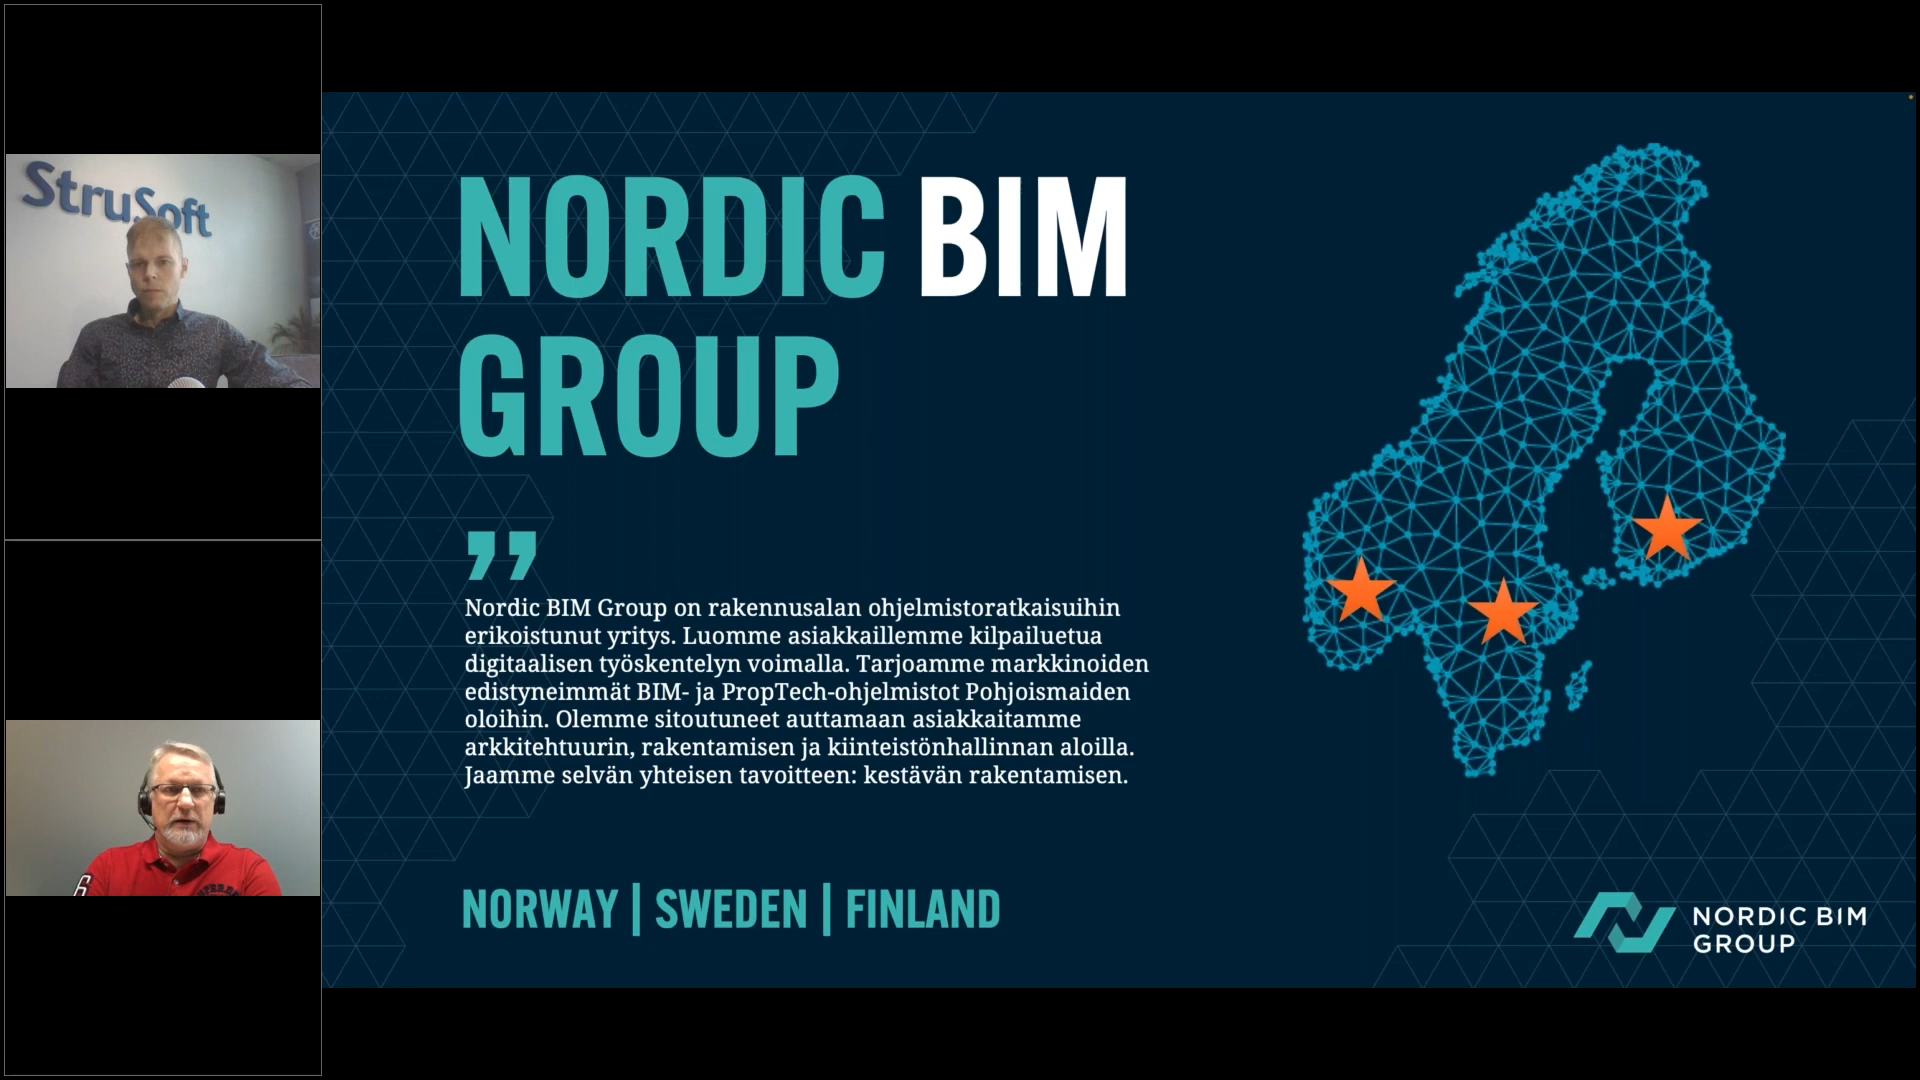 StruSoft
NORDIC BIM
GROUP
”
Nordic BIM Group on rakennusalan ohjelmistoratkaisuihin
erikoistunut yritys. Luomme asiakkaillemme kilpailuetua
digitaalisen työskentelyn voimalla. Tarjoamme markkinoiden
edistyneimmät BIM- ja PropTech-ohjelmistot Pohjoismaiden
oloihin. Olemme sitoutuneet auttamaan asiakkaitamme
arkkitehtuurin, rakentamisen ja kiinteistönhallinnan aloilla.
Jaamme selvän yhteisen tavoitteen: kestävän rakentamisen.
NORWAY | SWEDEN | FINLAND
NORDIC BIM
GROUP
6